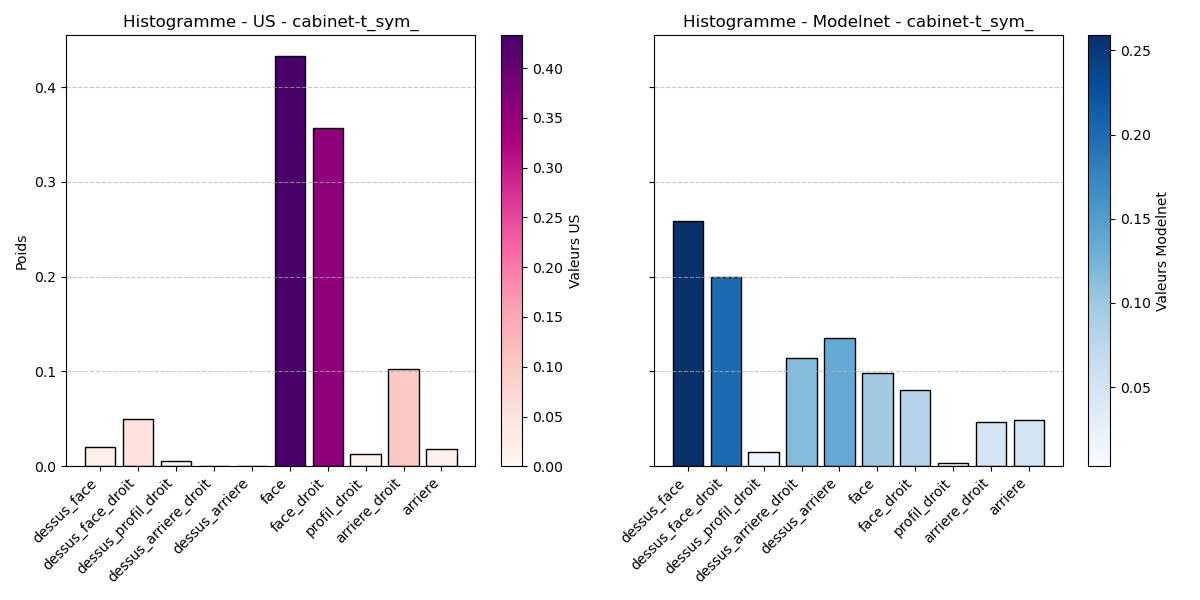 Histogramme - US - cabinet-t_sym_
Poids
0.4
0.3
0.2
0.1
0.0
dessus_face
dessus_face_droit
dessus_profil_droit
dessus_arriere_droit
dessus_arriere
face
face_droit
profil_droit
arriere_droit
arriere
0.40
0.35
0.30
0.25
0.20
0.15
0.10
0.05
0.00
Valeurs US
Histogramme - Modelnet - cabinet-t_sym_
dessus_face
dessus_face_droit
dessus_profil_droit
dessus_arriere_droit
dessus_arriere
face
face_droit
profil_droit
arriere_droit
arriere
0.25
0.20
0.15
0.10
0.05
Valeurs Modelnet